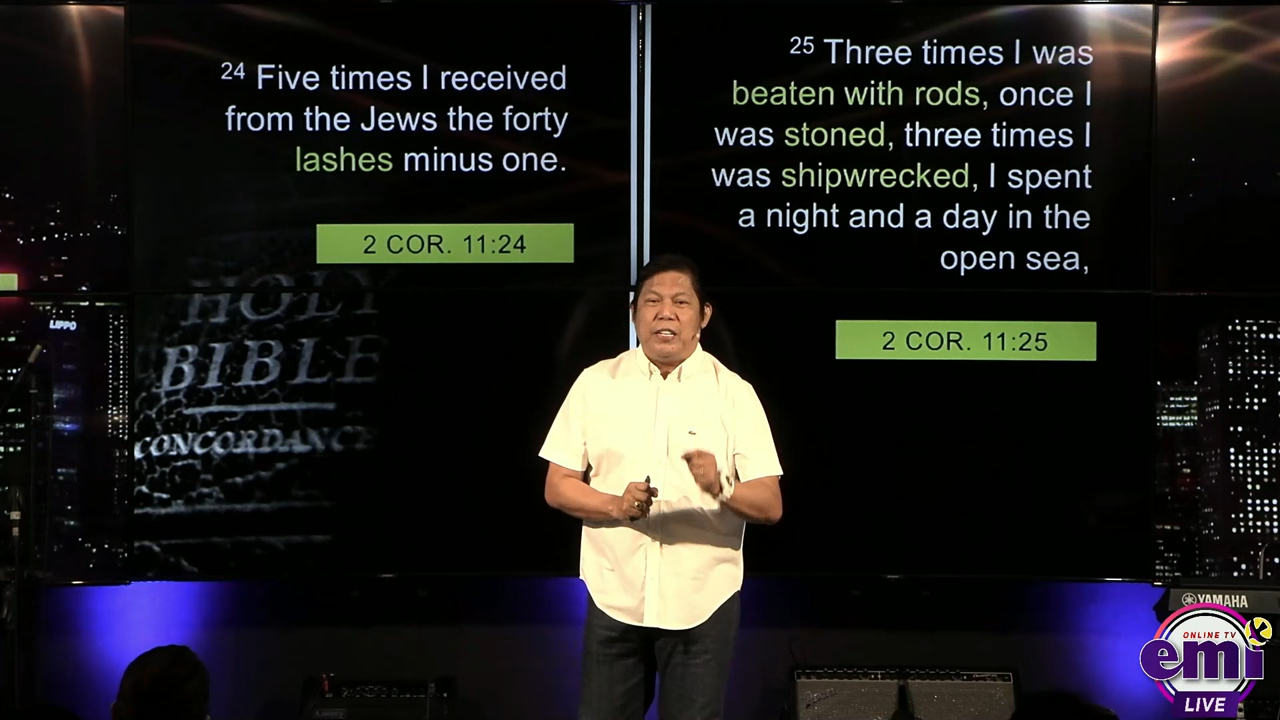 24 Five times I received
from the Jews the forty
lashes minus one.
2 COR. 11:24
25 Three times I was
beaten with rods, once I
was stoned, three times I
was shipwrecked, I spent
a night and a day in the
open sea,
2 COR. 11:25
HOLY
BIBLE
CONCORDANCE
LIPPO
YAMAHA
ONLINE TV
emi
LIVE